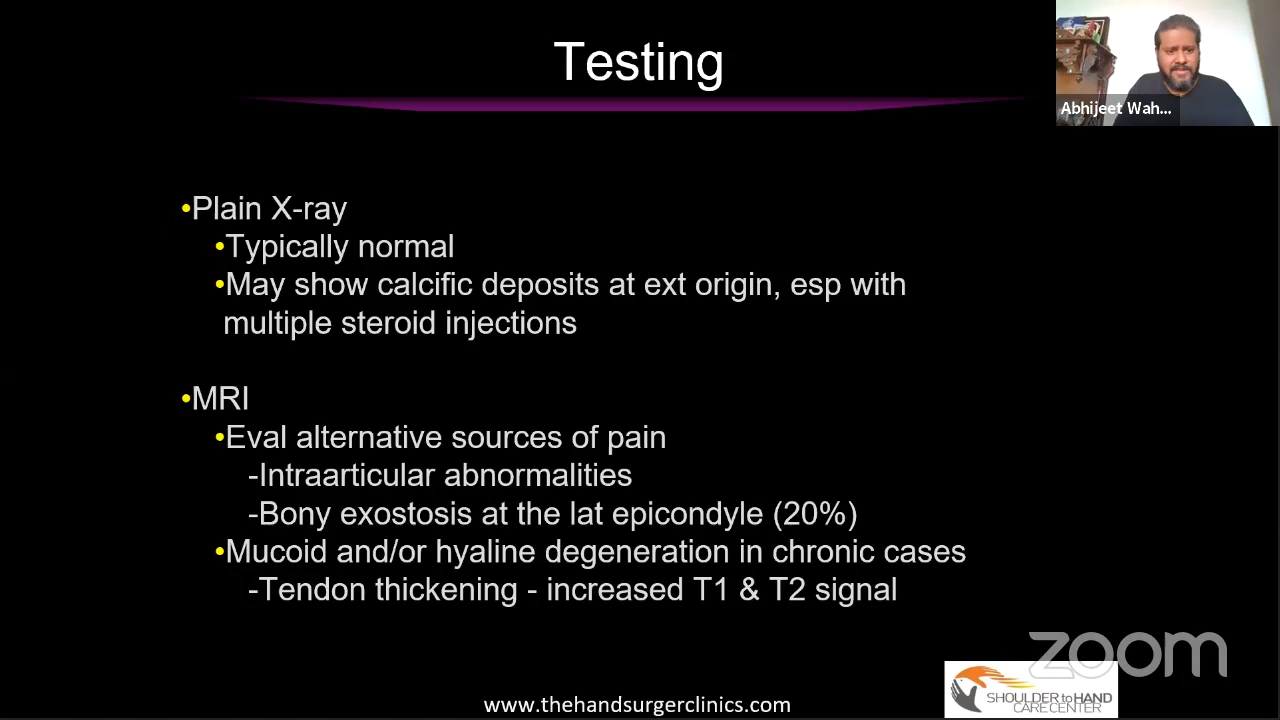 Testing
Abhijeet Wah...
•Plain X-ray
•Typically normal
•May show calcific deposits at ext origin, esp with
multiple steroid injections
•MRI
•Eval alternative sources of pain
-Intraarticular abnormalities
-Bony exostosis at the lat epicondyle (20%)
•Mucoid and/or hyaline degeneration in chronic cases
-Tendon thickening - increased T1 & T2 signal
zoom
SHOULDER to HAND
CARE CENTER
www.thehandsurgerclinics.com